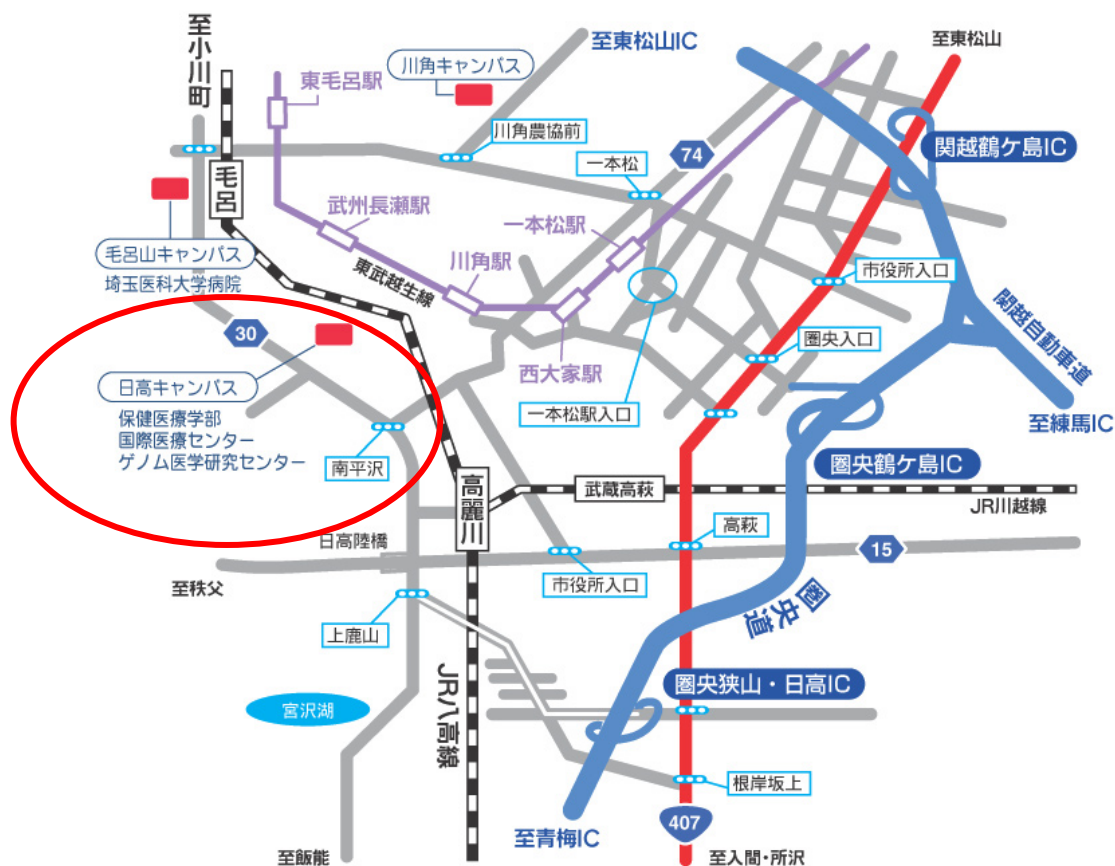 至小川町
東毛呂駅
川角キャンパス
至東松山IC
至東松山
川角農協前
74
一本松
関越鶴ケ島IC
毛呂
武州長瀬駅
一本松駅
毛呂山キャンパス
埼玉医科大学病院
東武越生線
川角駅
市役所入口
関越自動車道
30
圏央入口
日高キャンパス
保健医療学部
国際医療センター
ゲノム医学研究センター
西大家駅
一本松駅入口
至練馬IC
南平沢
圏央鶴ケ島IC
高麗川
武蔵高萩
JR川越線
日高陸橋
高萩
15
至秩父
市役所入口
圏央道
上鹿山
JR八高線
圏央狭山・日高IC
宮沢湖
根岸坂上
407
至青梅IC
至飯能
至入間・所沢